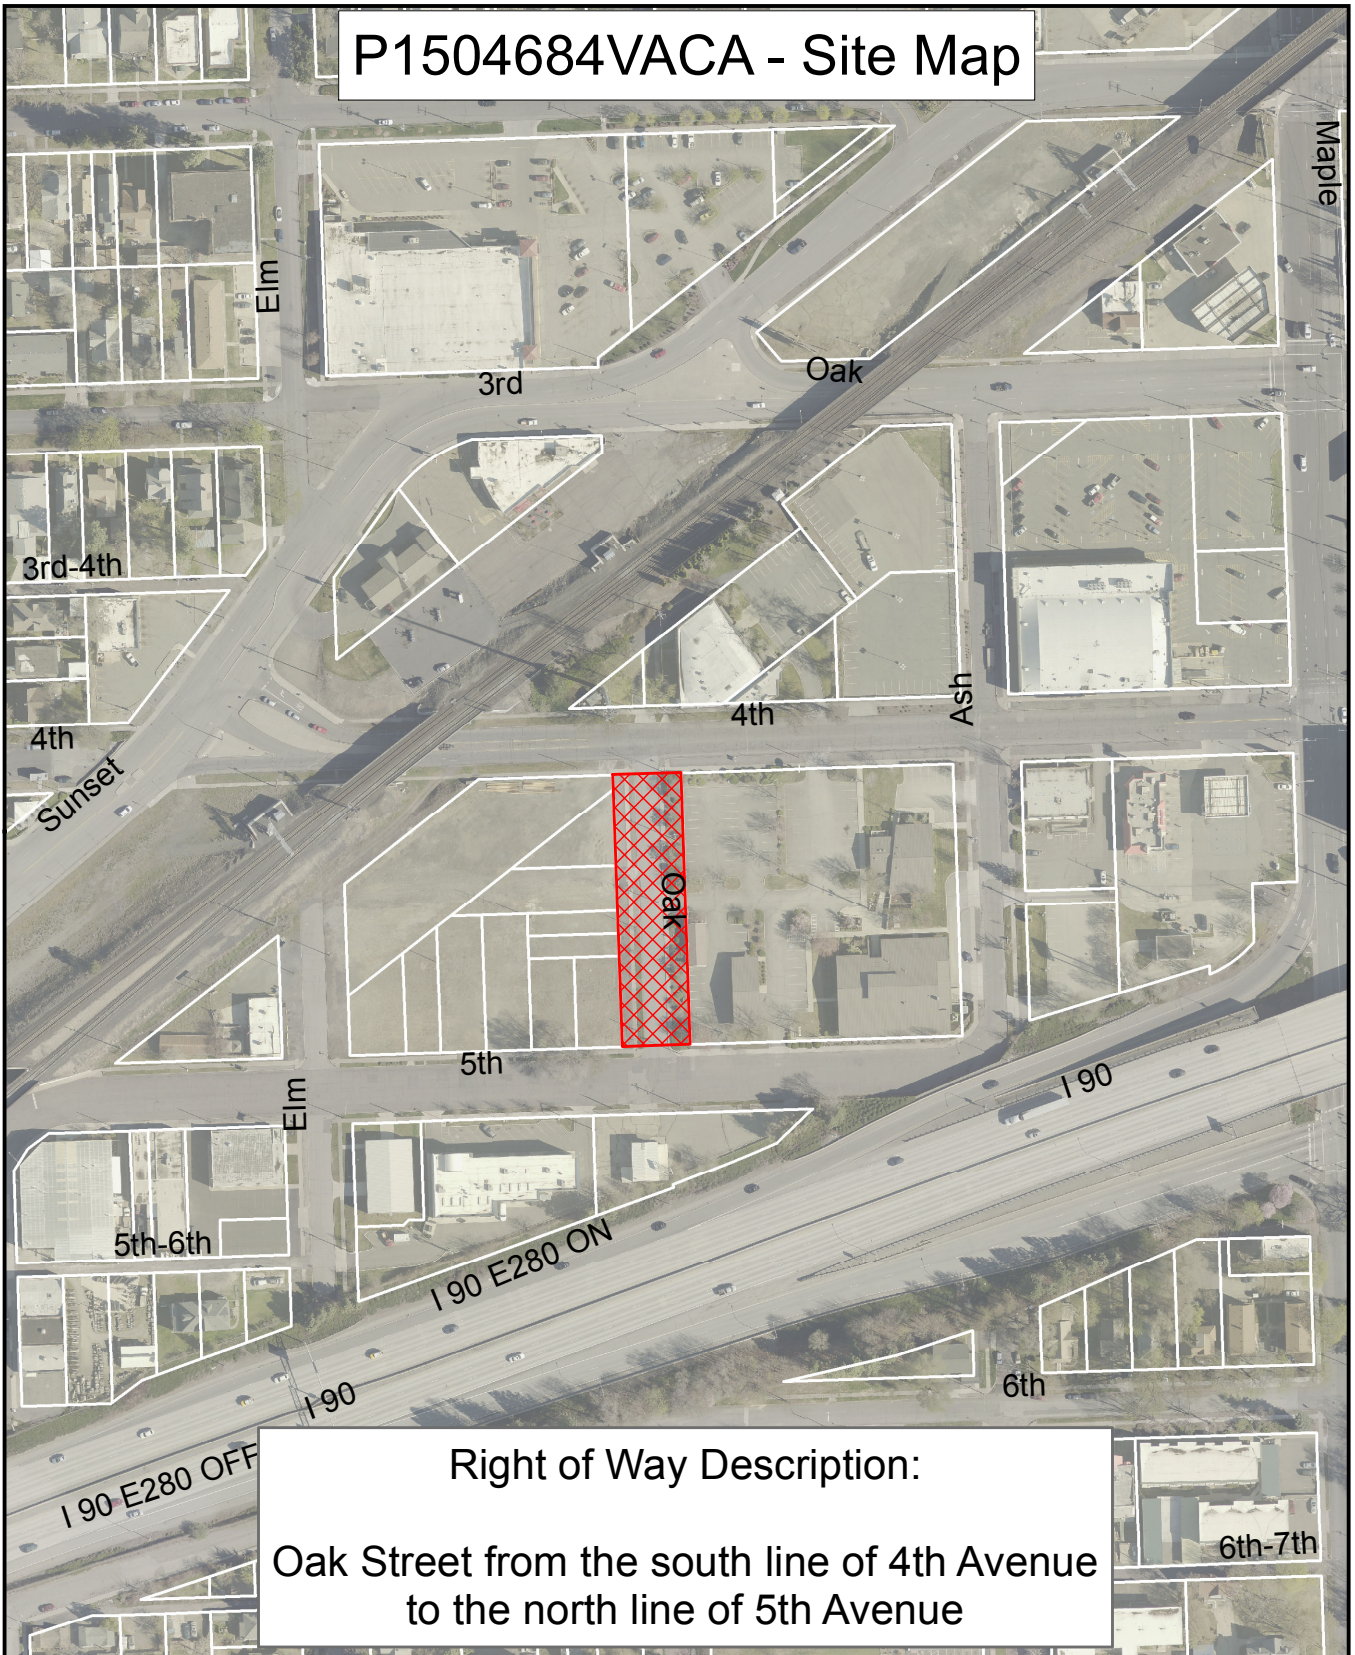 P1504684VACA - Site Map
Maple
Elm
Oak
3rd
3rd-4th
Ash
4th
4th
Sunset
Oak
5th
I 90
Elm
5th-6th
I 90 E280 ON
6th
I 90
I 90 E280 OFF
6th-7th
Right of Way Description:
Oak Street from the south line of 4th Avenue
to the north line of 5th Avenue